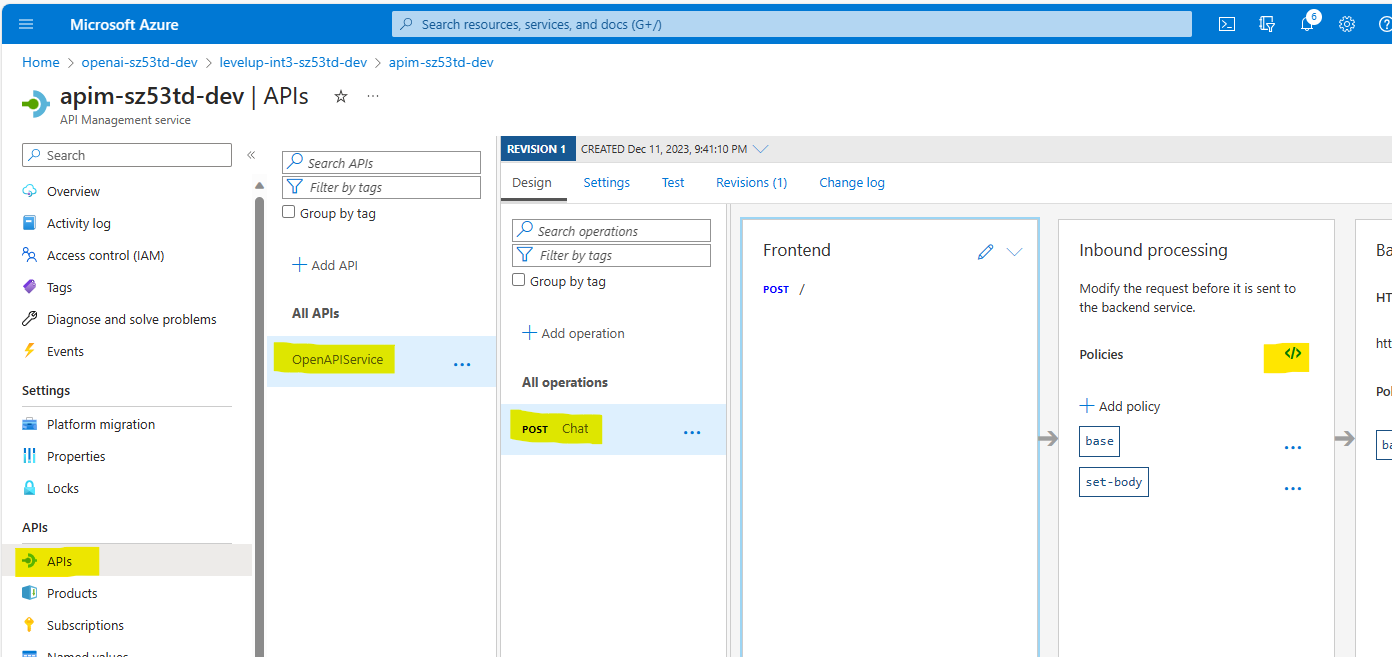 Microsoft Azure
Search resources, services, and docs (G+/)
6
Home > openai-sz53td-dev > levelup-int3-sz53td-dev > apim-sz53td-dev
apim-sz53td-dev | APIs
API Management service
Search
Overview
Activity log
Access control (IAM)
Tags
Diagnose and solve problems
Events
Settings
Platform migration
Properties
Locks
APIs
APIs
Products
Subscriptions
Named values
Search APIs
Filter by tags
Group by tag
Add API
All APIs
OpenAPIService
REVISION 1 CREATED Dec 11, 2023, 9:41:10 PM
Design Settings Test Revisions (1) Change log
Search operations
Filter by tags
Group by tag
Add operation
All operations
POST Chat
Frontend
POST /
Inbound processing
Modify the request before it is sent to
the backend service.
Policies </>
Add policy
base
set-body